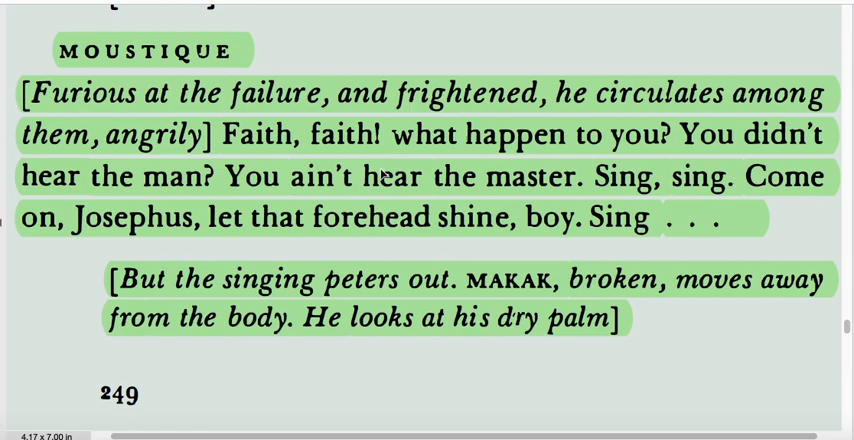 MOUSTIQUE
[Furious at the failure, and frightened, he circulates among
them, angrily] Faith, faith! what happen to you? You didn't
hear the man? You ain't hear the master. Sing, sing. Come
on, Josephus, let that forehead shine, boy. Sing . . .
[But the singing peters out. MAKAK, broken, moves away
from the body. He looks at his dry palm]
249
4.17 x 7.00 in